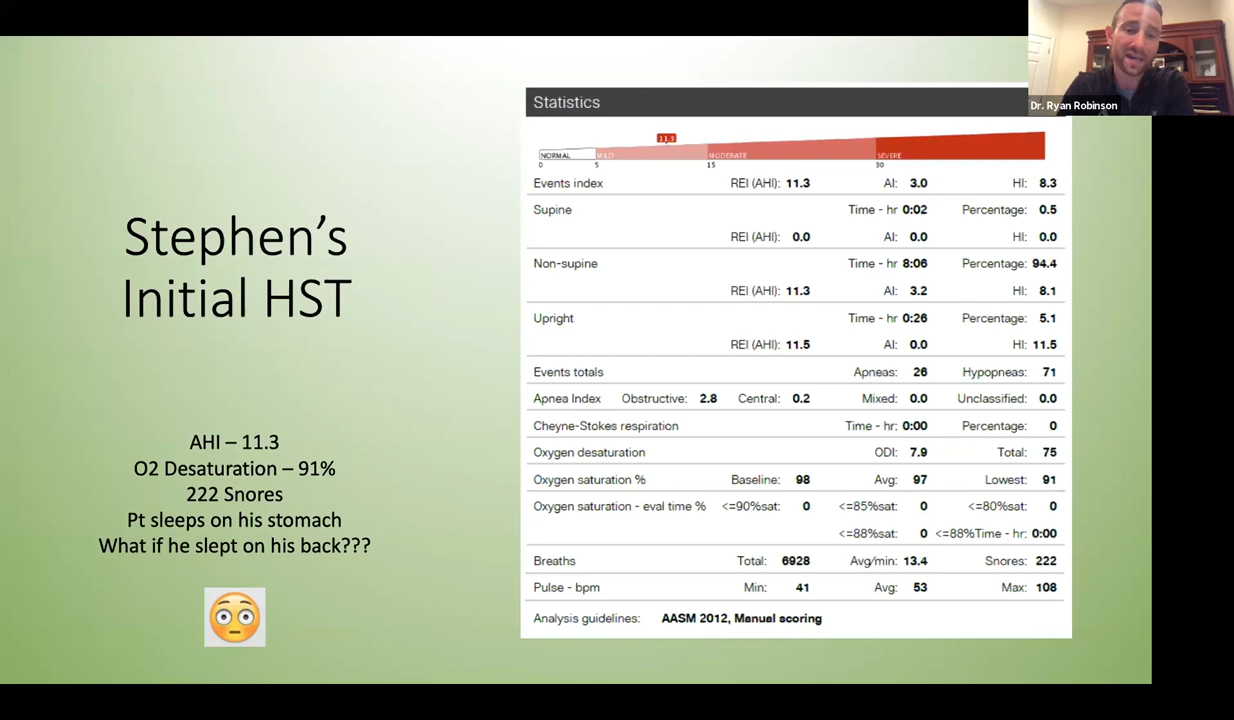 Dr. Ryan Robinson
Stephen's
Initial HST
AHI – 11.3
O2 Desaturation – 91%
222 Snores
Pt sleeps on his stomach
What if he slept on his back???
Statistics
11.3
NORMAL MILD MODERATE SEVERE
0 5 15 30
Events index REI (AHI): 11.3 AI: 3.0 HI: 8.3
Supine Time - hr 0:02 Percentage: 0.5
REI (AHI): 0.0 AI: 0.0 HI: 0.0
Non-supine Time - hr 8:06 Percentage: 94.4
REI (AHI): 11.3 AI: 3.2 HI: 8.1
Upright Time - hr 0:26 Percentage: 5.1
REI (AHI): 11.5 AI: 0.0 HI: 11.5
Events totals Apneas: 26 Hypopneas: 71
Apnea Index Obstructive: 2.8 Central: 0.2 Mixed: 0.0 Unclassified: 0.0
Cheyne-Stokes respiration Time - hr: 0:00 Percentage: 0
Oxygen desaturation ODI: 7.9 Total: 75
Oxygen saturation % Baseline: 98 Avg: 97 Lowest: 91
Oxygen saturation - eval time % <=90%sat: 0 <=85%sat: 0 <=80%sat: 0
<=88%sat: 0 <=88%Time - hr: 0:00
Breaths Total: 6928 Avg/min: 13.4 Snores: 222
Pulse - bpm Min: 41 Avg: 53 Max: 108
Analysis guidelines: AASM 2012, Manual scoring